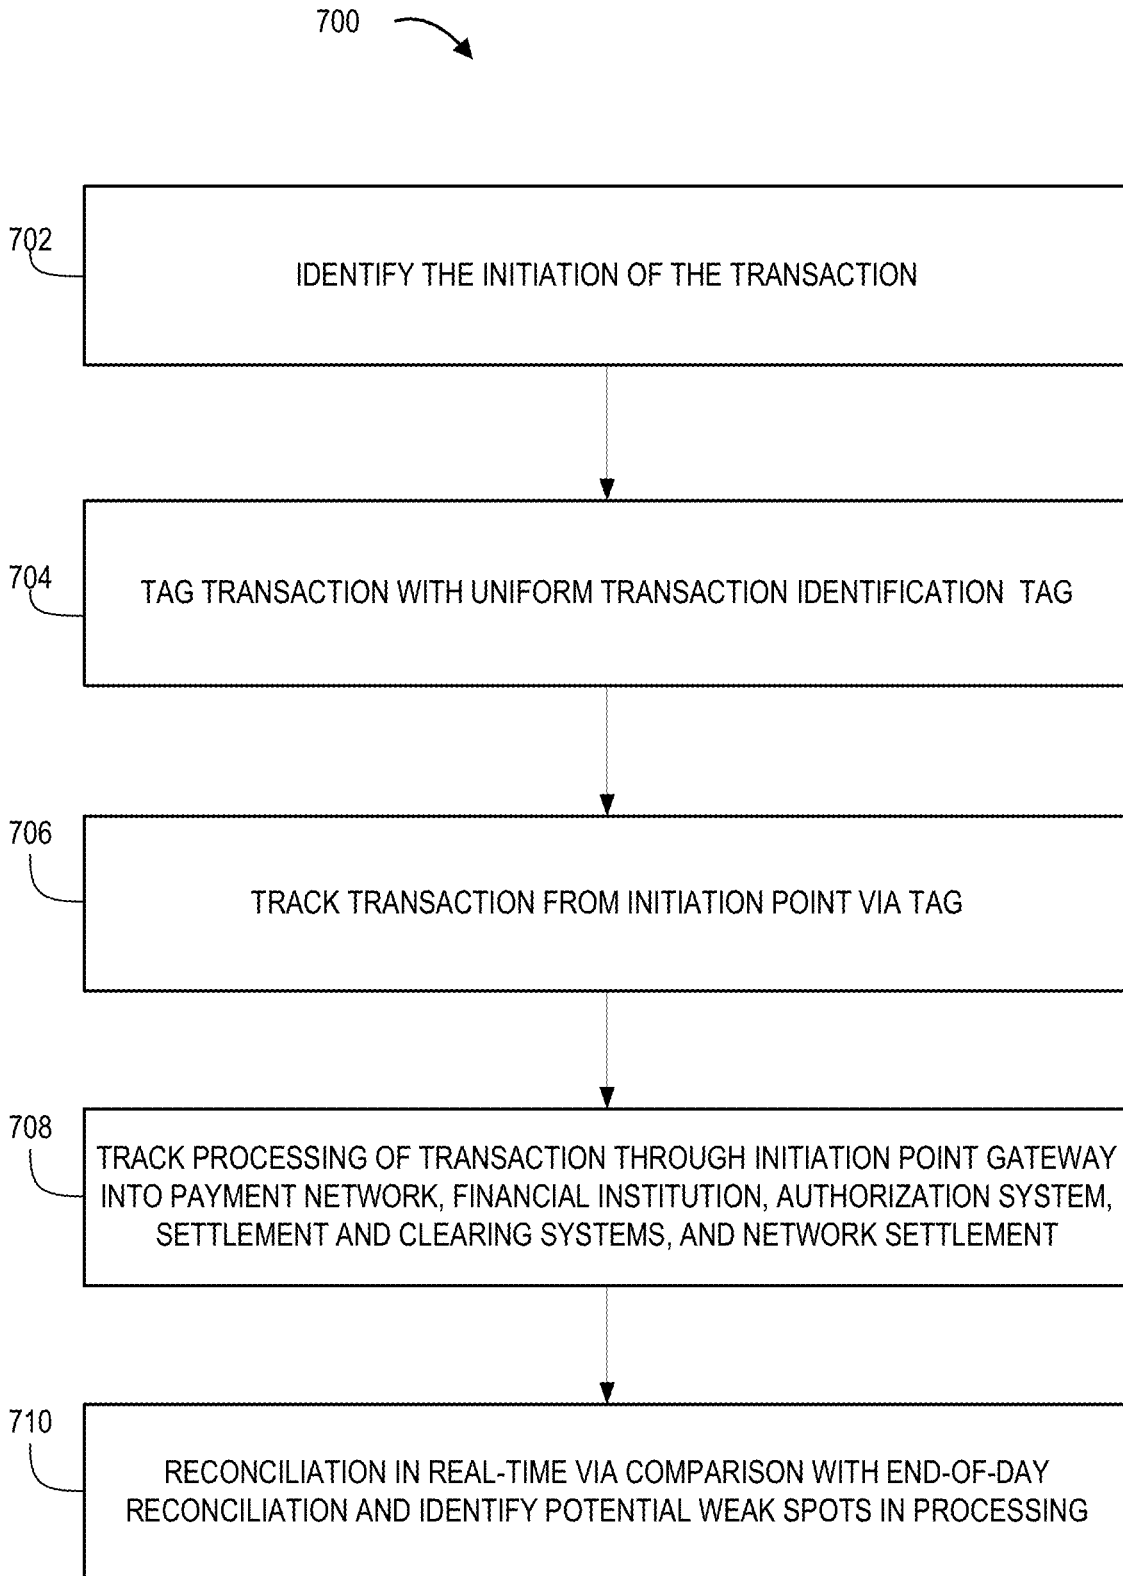 700
702
IDENTIFY THE INITIATION OF THE TRANSACTION
704
TAG TRANSACTION WITH UNIFORM TRANSACTION IDENTIFICATION TAG
706
TRACK TRANSACTION FROM INITIATION POINT VIA TAG
708
TRACK PROCESSING OF TRANSACTION THROUGH INITIATION POINT GATEWAY
INTO PAYMENT NETWORK, FINANCIAL INSTITUTION, AUTHORIZATION SYSTEM,
SETTLEMENT AND CLEARING SYSTEMS, AND NETWORK SETTLEMENT
710
RECONCILIATION IN REAL-TIME VIA COMPARISON WITH END-OF-DAY
RECONCILIATION AND IDENTIFY POTENTIAL WEAK SPOTS IN PROCESSING